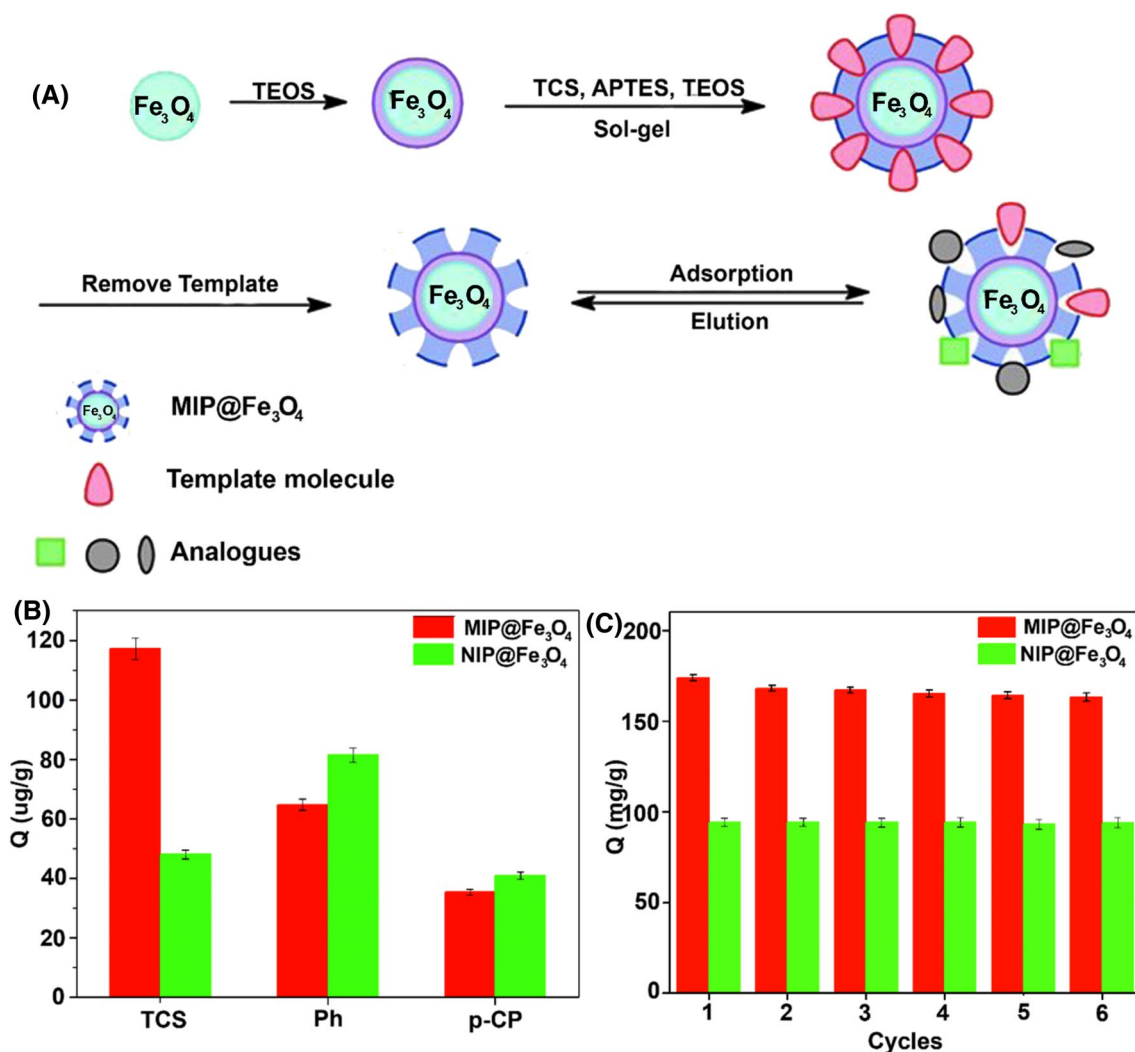 (A)
Fe3O4
TEOS
Fe3O4
TCS, APTES, TEOS
Sol-gel
Fe3O4
Remove Template
Fe3O4
Adsorption
Elution
Fe3O4
Fe3O4
MIP@Fe3O4
Template molecule
Analogues
(B)
MIP@Fe3O4
NIP@Fe3O4
Q (ug/g)
120
100
80
60
40
20
0
TCS Ph p-CP
(C)
MIP@Fe3O4
NIP@Fe3O4
Q (mg/g)
200
150
100
50
0
1 2 3 4 5 6
Cycles